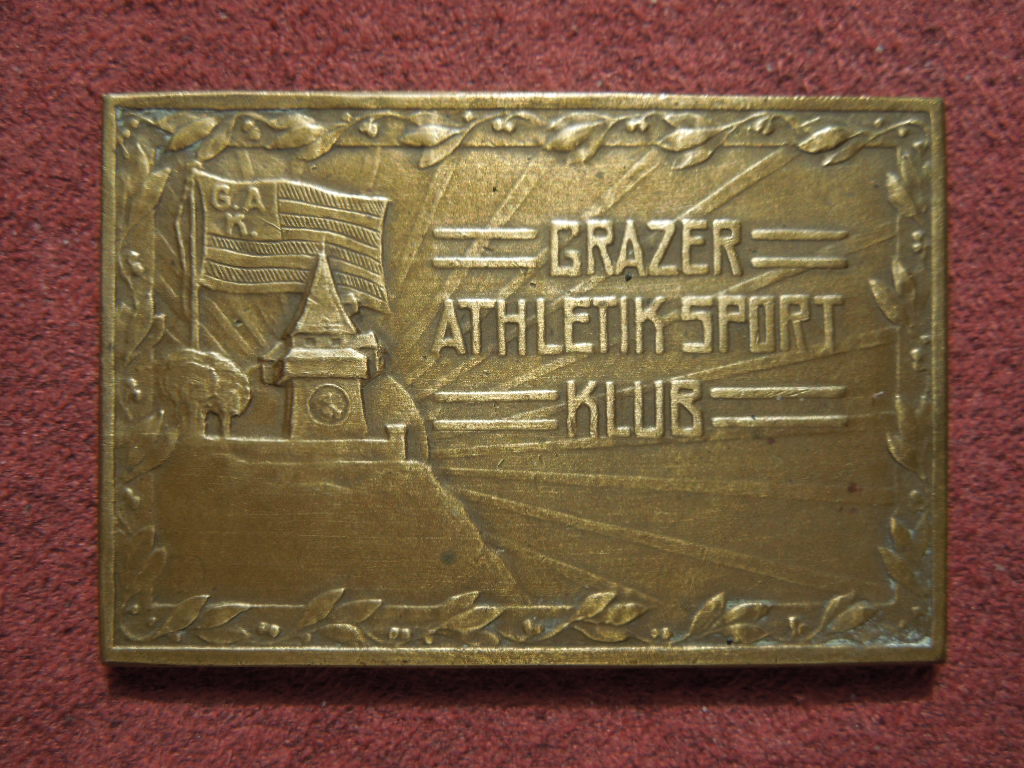 G.A
K.
GRAZER
ATHLETIK-SPORT
KLUB